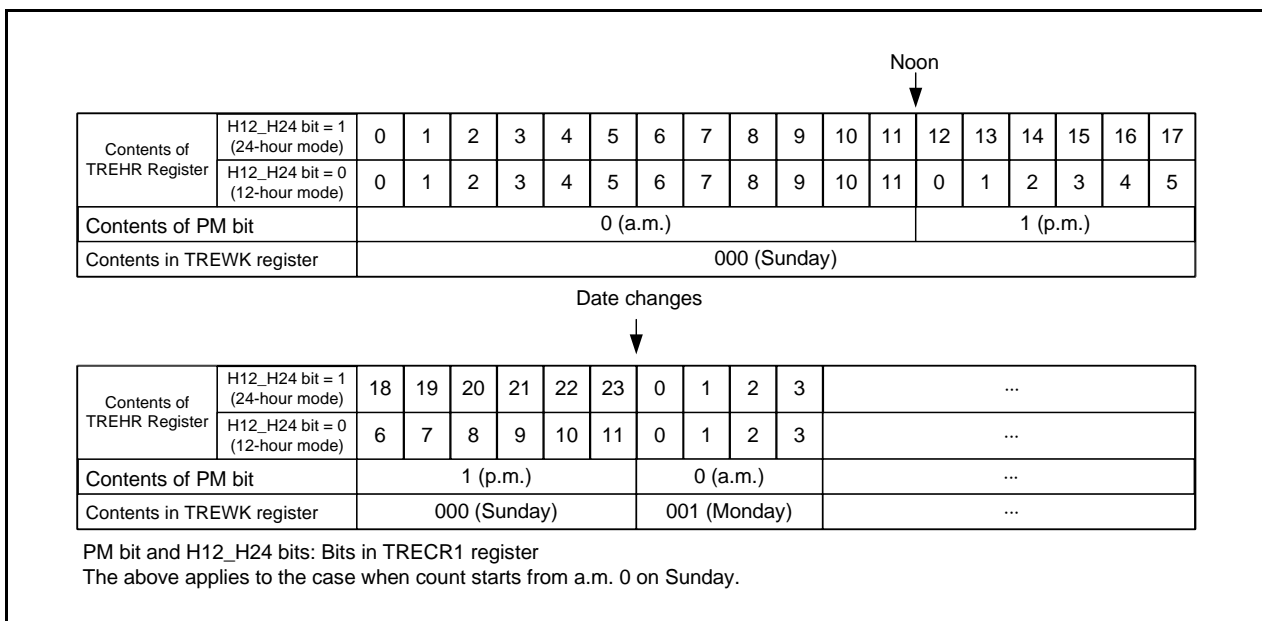 Noon
Contents of TREHR Register
H12_H24 bit = 1 (24-hour mode) 0 1 2 3 4 5 6 7 8 9 10 11 12 13 14 15 16 17
H12_H24 bit = 0 (12-hour mode) 0 1 2 3 4 5 6 7 8 9 10 11 0 1 2 3 4 5
Contents of PM bit 0 (a.m.) 1 (p.m.)
Contents in TREWK register 000 (Sunday)
Date changes
Contents of TREHR Register
H12_H24 bit = 1 (24-hour mode) 18 19 20 21 22 23 0 1 2 3 ...
H12_H24 bit = 0 (12-hour mode) 6 7 8 9 10 11 0 1 2 3 ...
Contents of PM bit 1 (p.m.) 0 (a.m.) ...
Contents in TREWK register 000 (Sunday) 001 (Monday) ...
PM bit and H12_H24 bits: Bits in TRECR1 register
The above applies to the case when count starts from a.m. 0 on Sunday.